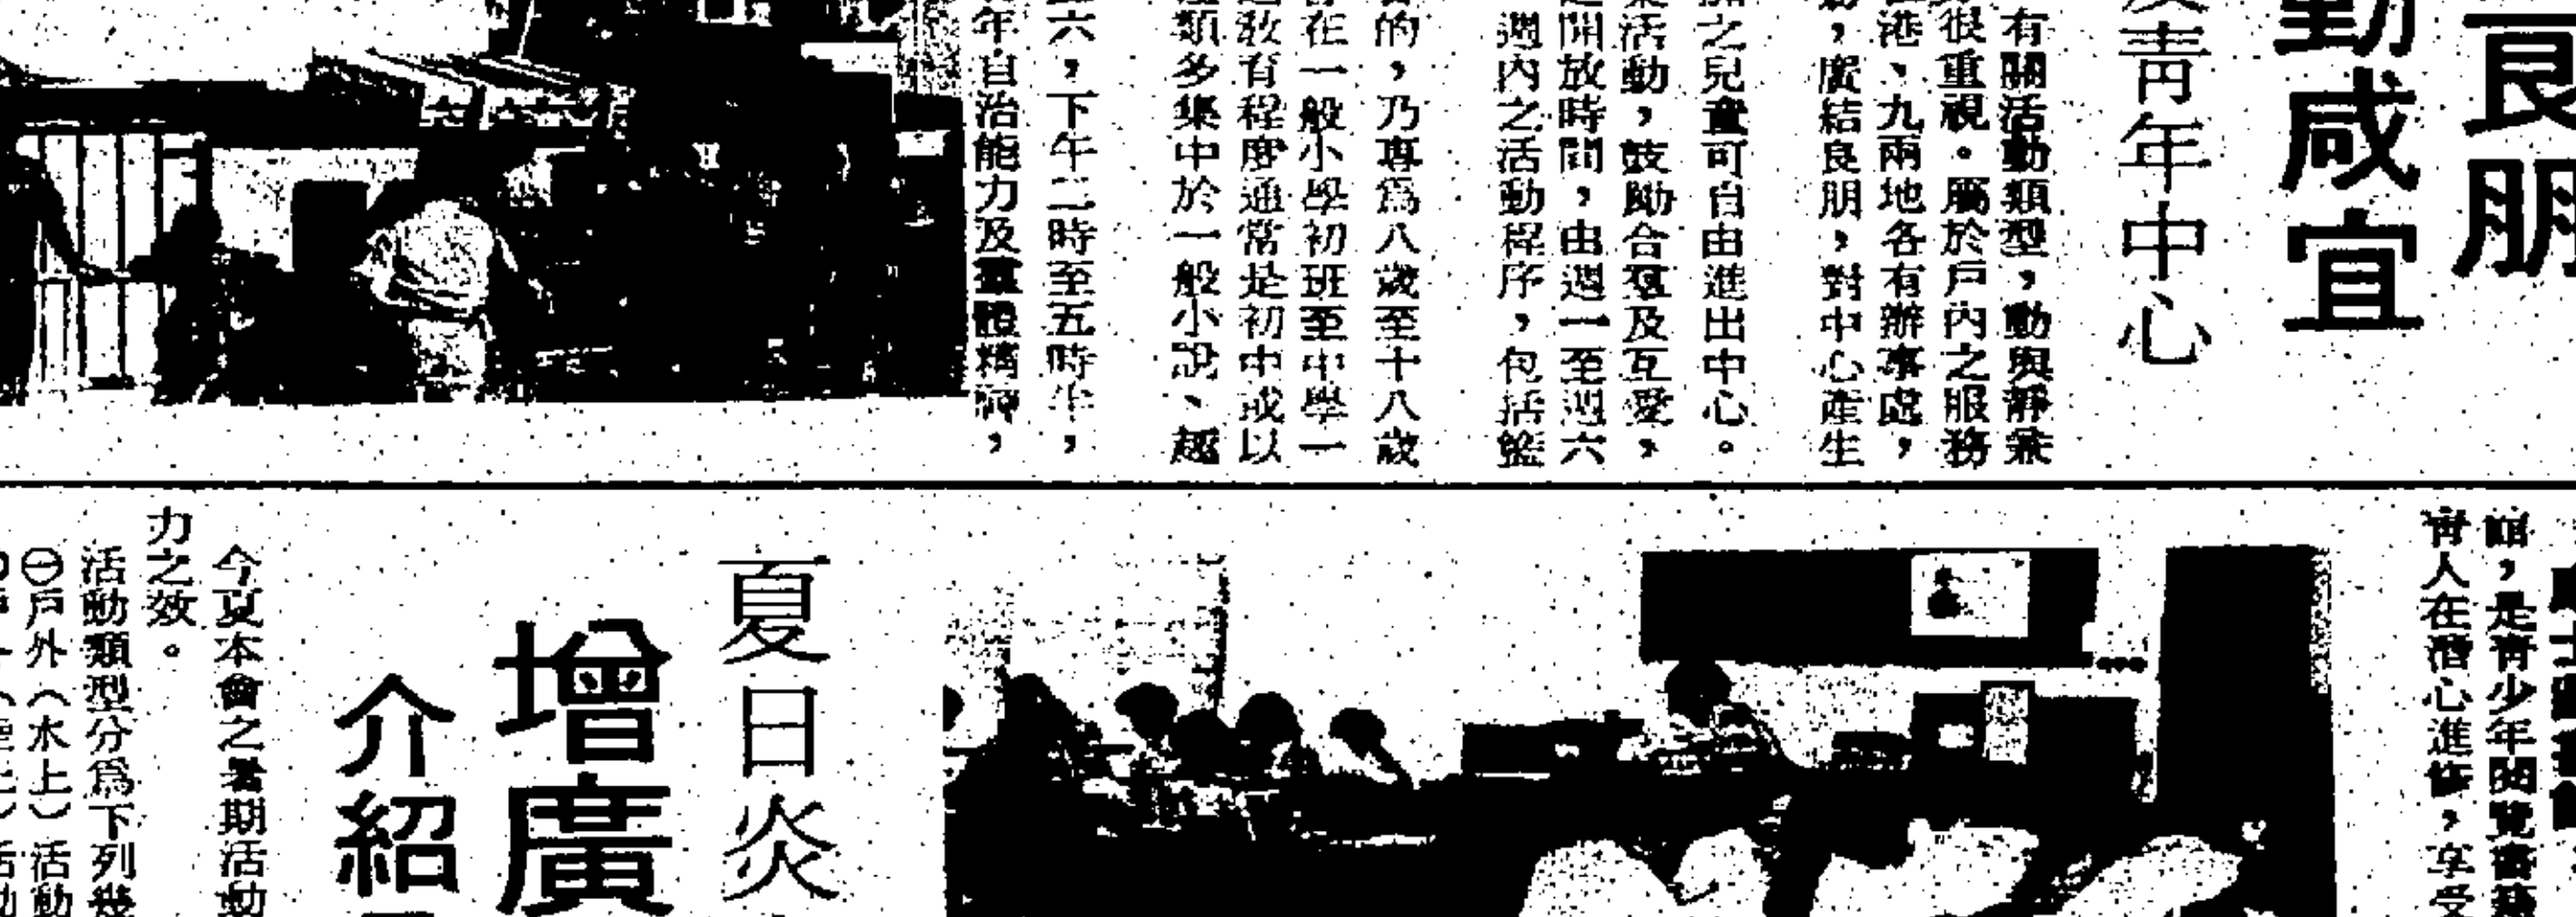 良朋
動咸宜
青年中心
有關活動類型，動與靜兼
很重視。屬於戶內之服務
港、九兩地各有辦事處，
，廣結良朋，對中心產生
之兒童可自由進出中心。
活動，鼓勵合羣及互愛，
開放時間，由週一至週六
週內之活動程序，包括籃
的，乃專爲八歲至十八歲
在一般小學初班至中學一
教育程度通常是初中或以
類多集中於一般小說、越
六，下午二時至五時半，
年自治能力及羣體精神，
館，是青少年閱覽書籍
青人在潛心進修，享受
夏日炎
增廣
介紹
今夏本會之暑期活動
力之效。
活動類型分爲下列幾
㊀戶外（水上）活動